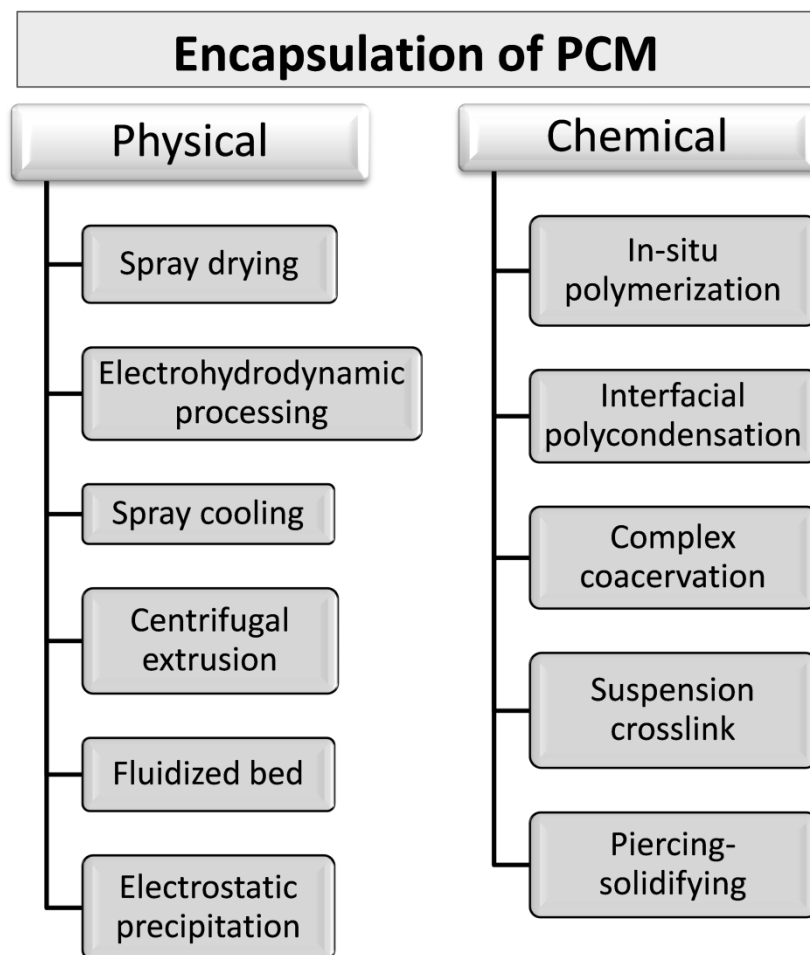 Encapsulation of PCM
Physical
Spray drying
Electrohydrodynamic
processing
Spray cooling
Centrifugal
extrusion
Fluidized bed
Electrostatic
precipitation
Chemical
In-situ
polymerization
Interfacial
polycondensation
Complex
coacervation
Suspension
crosslink
Piercing-
solidifying